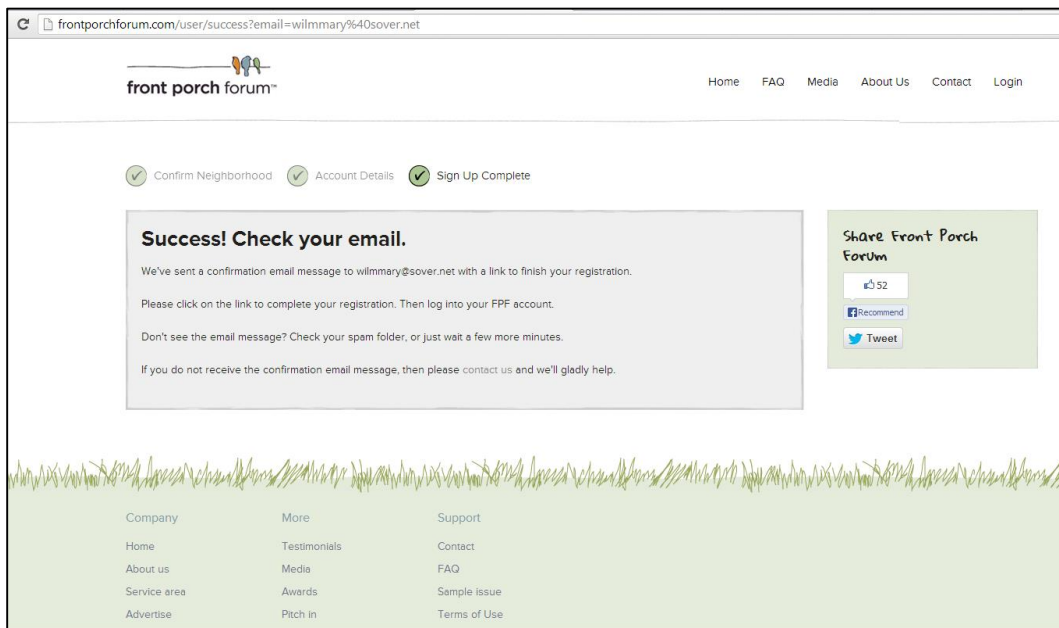 frontporchforum.com/user/success?email=wilmmary%40sover.net
front porch forum™
Home FAQ Media About Us Contact Login
Confirm Neighborhood Account Details Sign Up Complete
Success! Check your email.
We've sent a confirmation email message to wilmmary@sover.net with a link to finish your registration.
Please click on the link to complete your registration. Then log into your FPF account.
Don't see the email message? Check your spam folder, or just wait a few more minutes.
If you do not receive the confirmation email message, then please contact us and we'll gladly help.
Share Front Porch
Forum
52
Recommend
Tweet
Company More Support
Home Testimonials Contact
About us Media FAQ
Service area Awards Sample issue
Advertise Pitch in Terms of Use